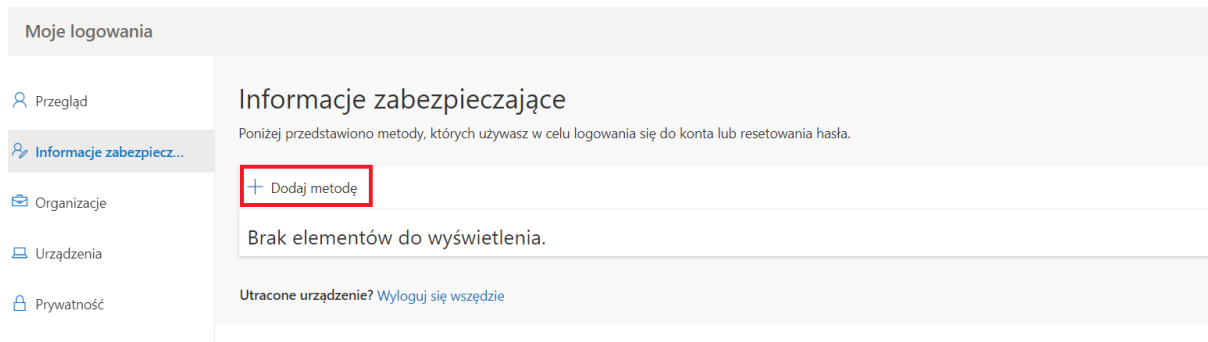 Moje logowania
Przegląd
Informacje zabezpiecz...
Organizacje
Urządzenia
Prywatność
Informacje zabezpieczające
Poniżej przedstawiono metody, których używasz w celu logowania się do konta lub resetowania hasła.
Dodaj metodę
Brak elementów do wyświetlenia.
Utracone urządzenie? Wyloguj się wszędzie